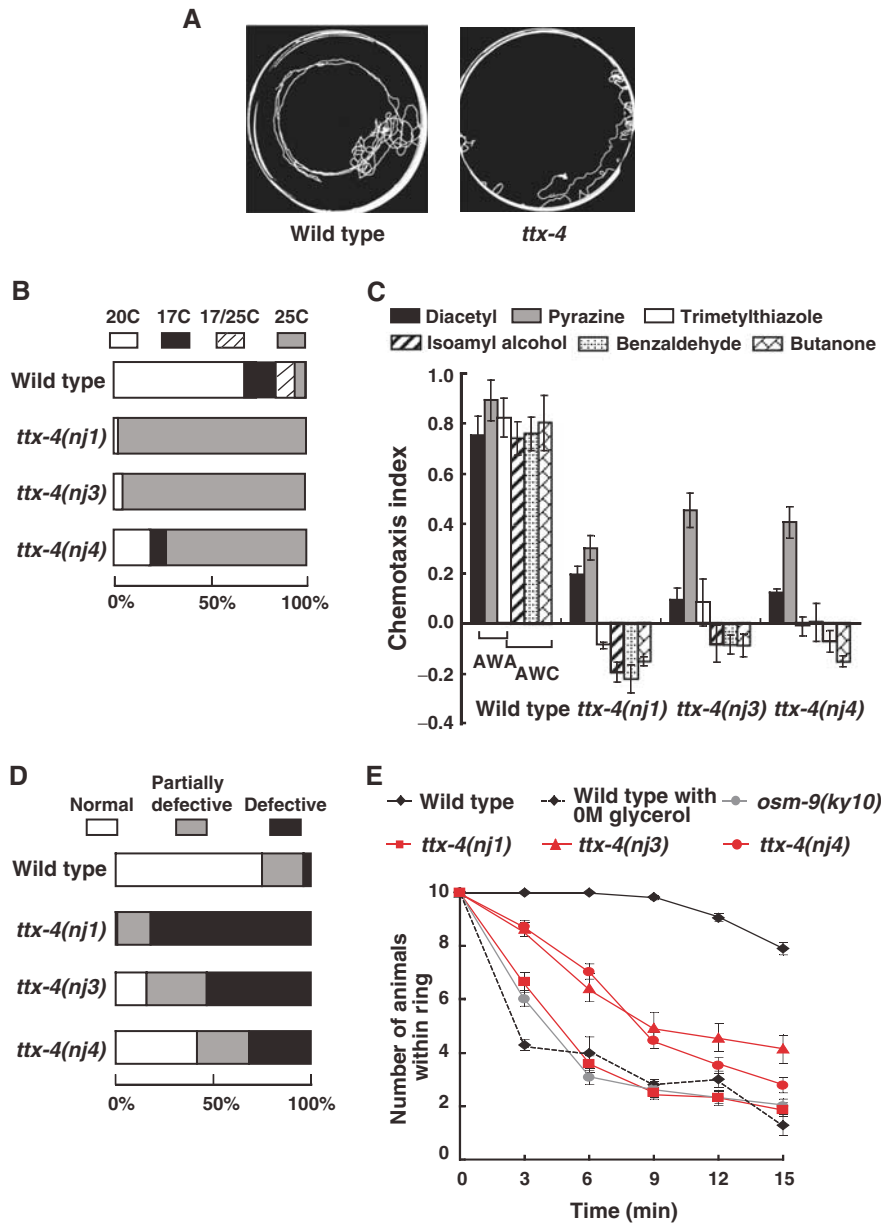 A
Wild type
ttx-4
B
20C 17C 17/25C 25C
Wild type
ttx-4(nj1)
ttx-4(nj3)
ttx-4(nj4)
0% 50% 100%
C
Diacetyl Pyrazine Trimetylthiazole
Isoamyl alcohol Benzaldehyde Butanone
Chemotaxis index
1.0
0.8
0.6
0.4
0.2
0.0
−0.2
−0.4
AWA
AWC
Wild type ttx-4(nj1) ttx-4(nj3) ttx-4(nj4)
D
Normal Partially defective Defective
Wild type
ttx-4(nj1)
ttx-4(nj3)
ttx-4(nj4)
0% 50% 100%
E
Wild type Wild type with 0M glycerol osm-9(ky10)
ttx-4(nj1) ttx-4(nj3) ttx-4(nj4)
Number of animals within ring
10
8
6
4
2
0
0 3 6 9 12 15
Time (min)